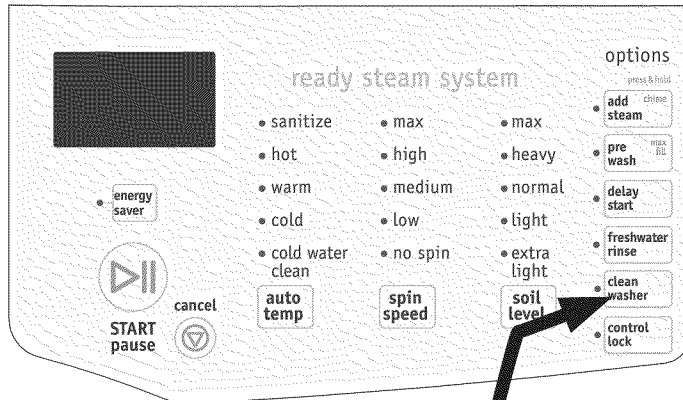 options
ready steam system
press & hold
add steam
chime
pre wash
max fill
delay start
freshwater rinse
clean washer
control lock
• sanitize
• hot
• warm
• cold
• cold water clean
auto temp
• max
• high
• medium
• low
• no spin
spin speed
• max
• heavy
• normal
• light
• extra light
soil level
energy saver
START pause
cancel